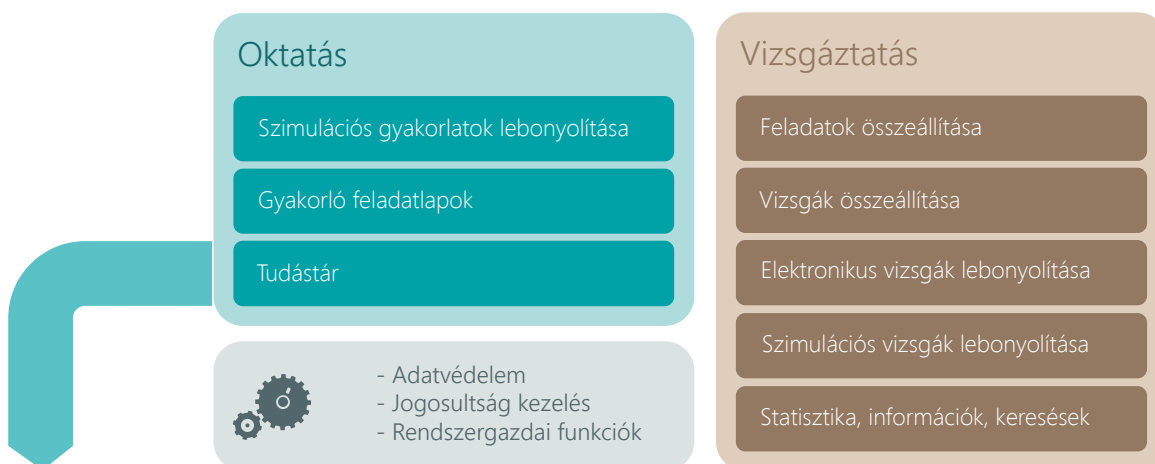 Oktatás
Szimulációs gyakorlatok lebonyolítása
Gyakorló feladatlapok
Tudástár
- Adatvédelem
- Jogosultság kezelés
- Rendszergazdai funkciók
Vizsgáztatás
Feladatok összeállítása
Vizsgák összeállítása
Elektronikus vizsgák lebonyolítása
Szimulációs vizsgák lebonyolítása
Statisztika, információk, keresések